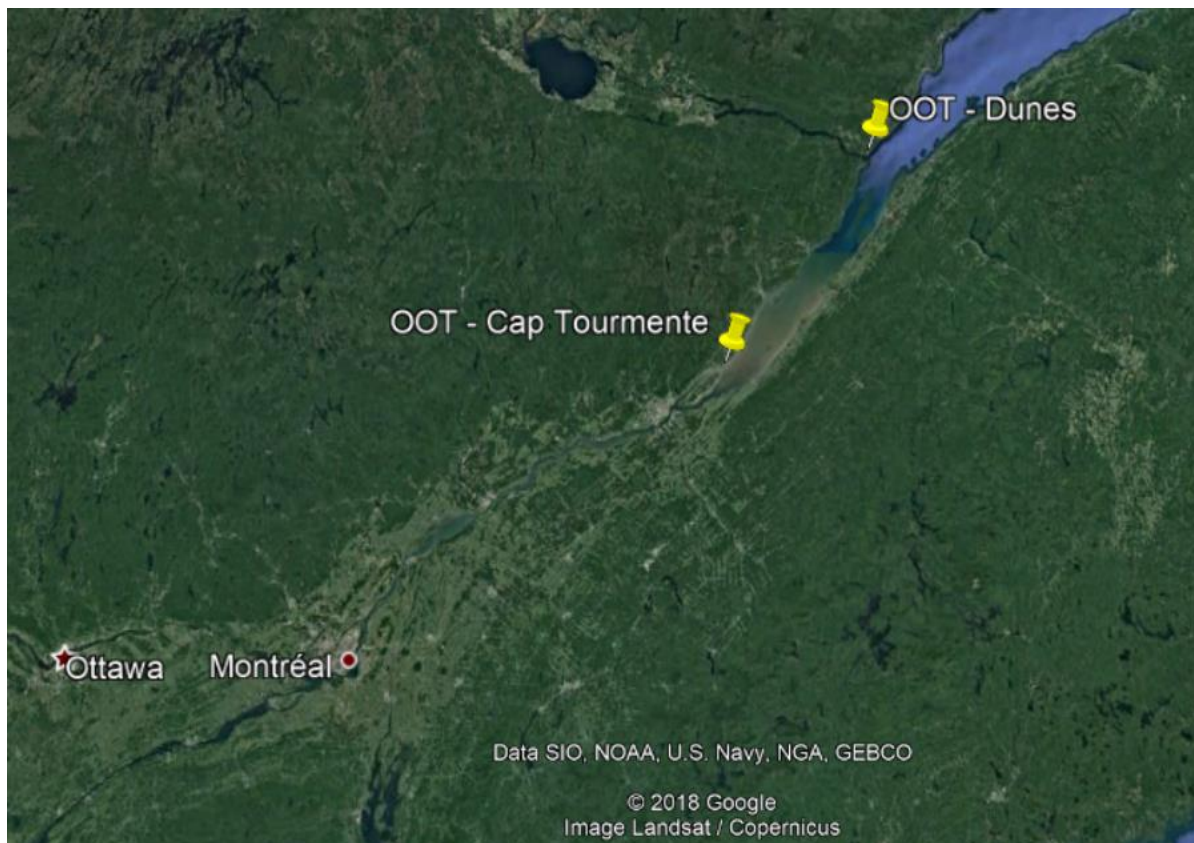 OOT - Dunes
OOT - Cap Tourmente
Ottawa
Montréal
Data SIO, NOAA, U.S. Navy, NGA, GEBCO
© 2018 Google
Image Landsat / Copernicus